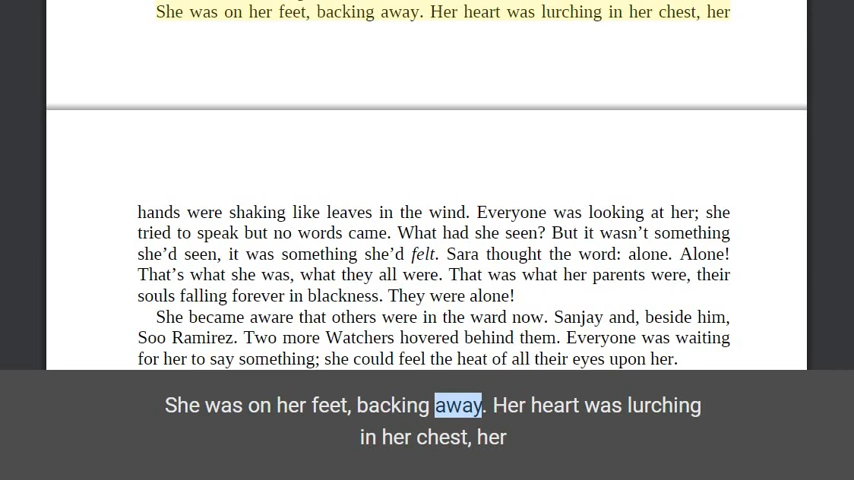 She was on her feet, backing away. Her heart was lurching in her chest, her
hands were shaking like leaves in the wind. Everyone was looking at her; she
tried to speak but no words came. What had she seen? But it wasn’t something
she’d seen, it was something she’d felt. Sara thought the word: alone. Alone!
That’s what she was, what they all were. That was what her parents were, their
souls falling forever in blackness. They were alone!
She became aware that others were in the ward now. Sanjay and, beside him,
Soo Ramirez. Two more Watchers hovered behind them. Everyone was waiting
for her to say something; she could feel the heat of all their eyes upon her.
She was on her feet, backing away. Her heart was lurching
in her chest, her